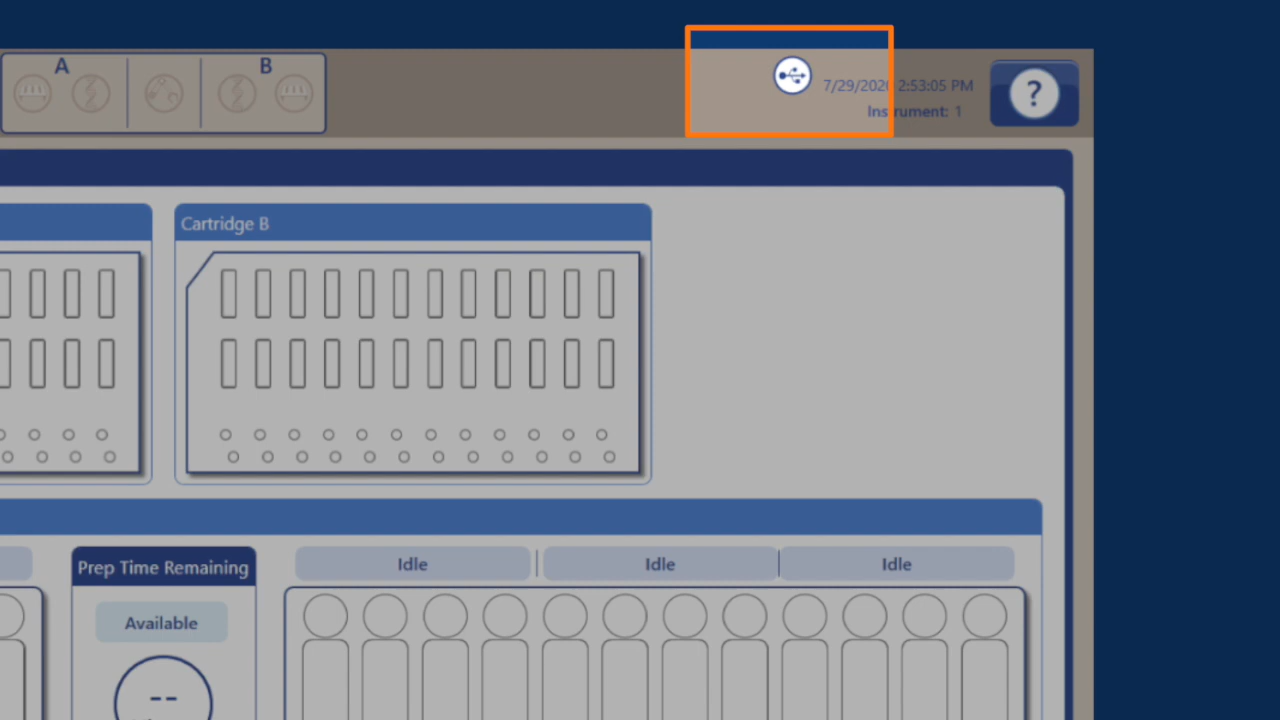 A
B
7/29/2020 2:53:05 PM
Instrument: 1
?
Cartridge B
Prep Time Remaining
Idle
Idle
Idle
Available
--